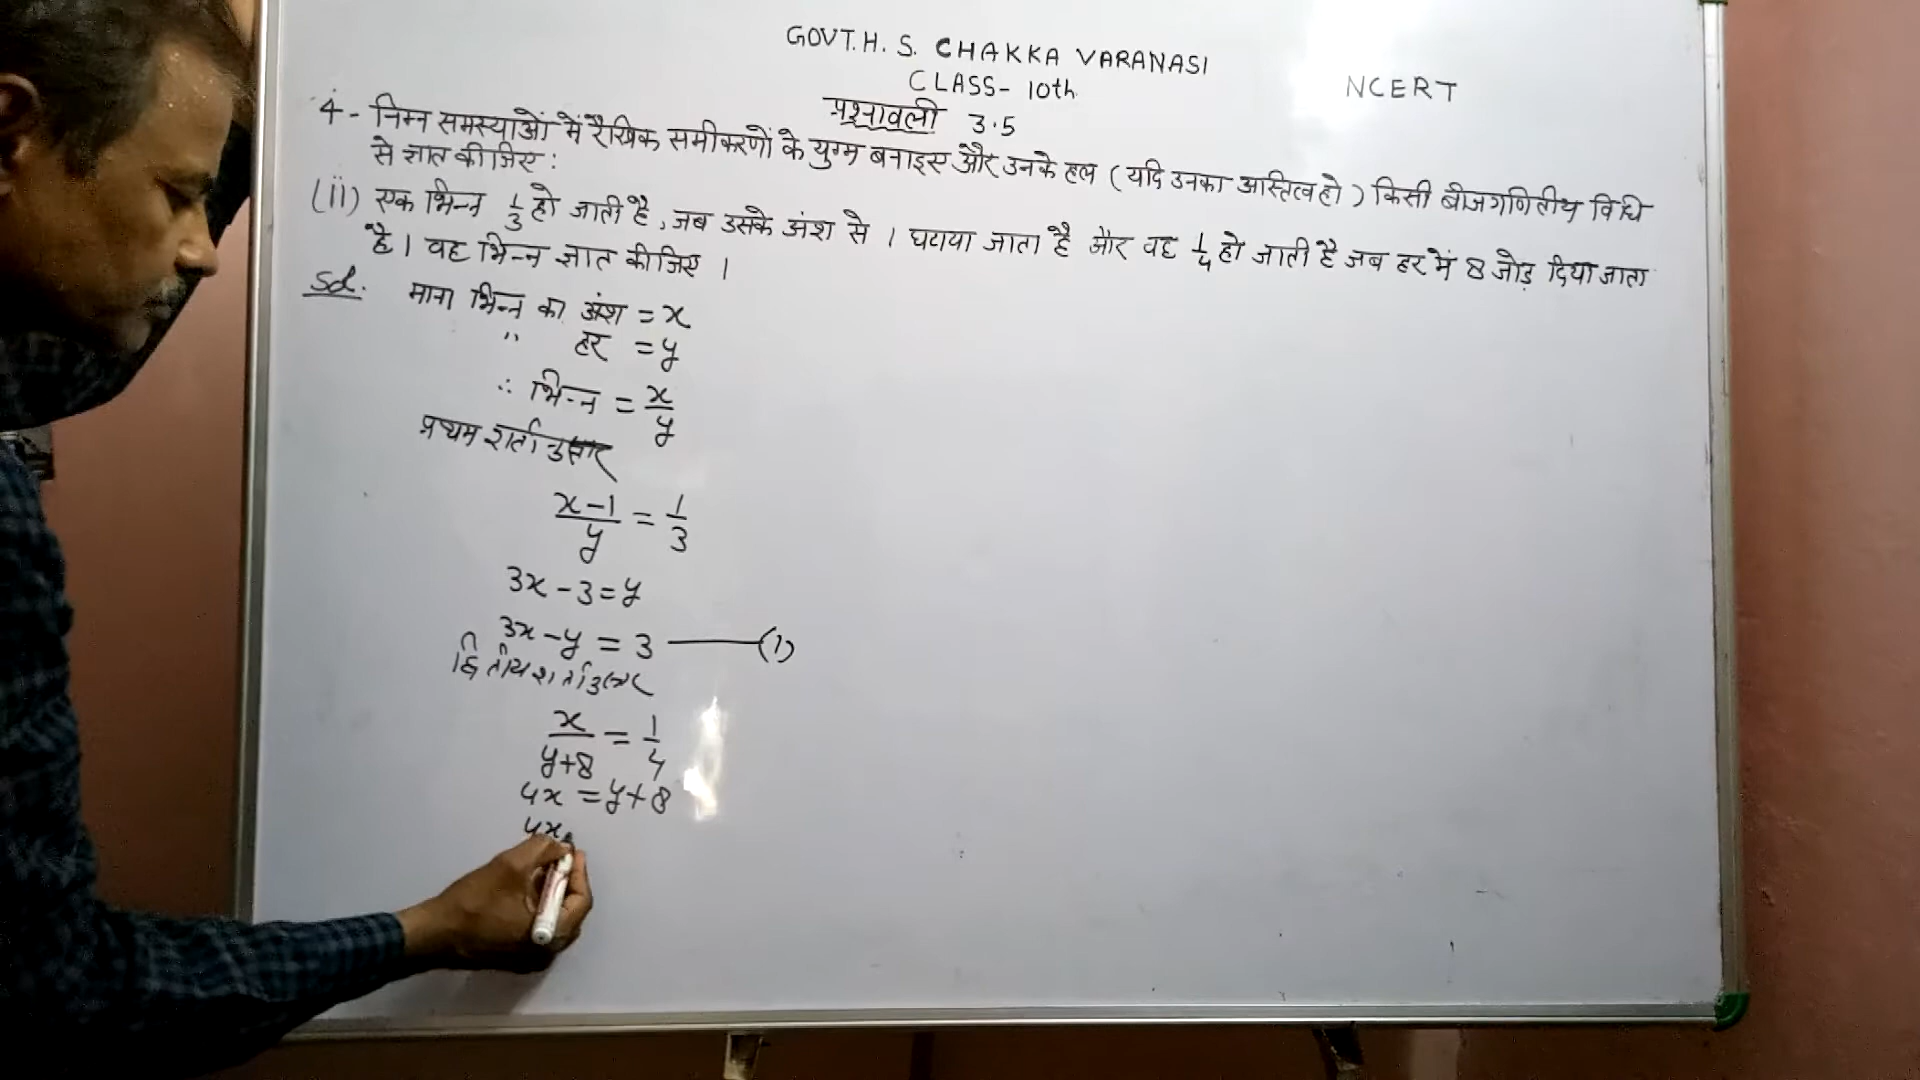 GOVT. H. S. CHAKKA VARANASI
CLASS- 10th
NCERT
प्रश्नावली 3.5
4 - निम्न समस्याओं में रैखिक समीकरणों के युग्म बनाइए और उनके हल (यदि उनका अस्तित्व हो) किसी बीजगणितीय विधि
से ज्ञात कीजिए:
(ii) एक भिन्न 1/3 हो जाती है, जब उसके अंश से 1 घटाया जाता है और वह 1/4 हो जाती है जब हर में 8 जोड़ दिया जाता
है। वह भिन्न ज्ञात कीजिए।
Sol. माना भिन्न का अंश = x
" हर = y
∴ भिन्न = x/y
प्रथम शर्तानुसार
(x-1)/y = 1/3
3x - 3 = y
3x - y = 3 ——— (1)
द्वितीय शर्तानुसार
x/(y+8) = 1/4
4x = y+8
4x